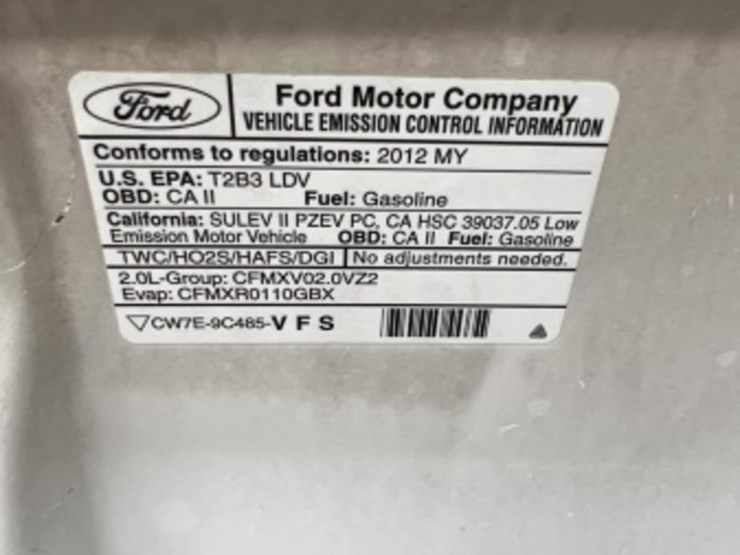 Ford
Ford Motor Company
VEHICLE EMISSION CONTROL INFORMATION
Conforms to regulations: 2012 MY
U.S. EPA: T2B3 LDV
OBD: CA II Fuel: Gasoline
California: SULEV II PZEV PC, CA HSC 39037.05 Low
Emission Motor Vehicle OBD: CA II Fuel: Gasoline
TWC/HO2S/HAFS/DGI No adjustments needed.
2.0L-Group: CFMXV02.0VZ2
Evap: CFMXR0110GBX
CW7E-9C485-V F S